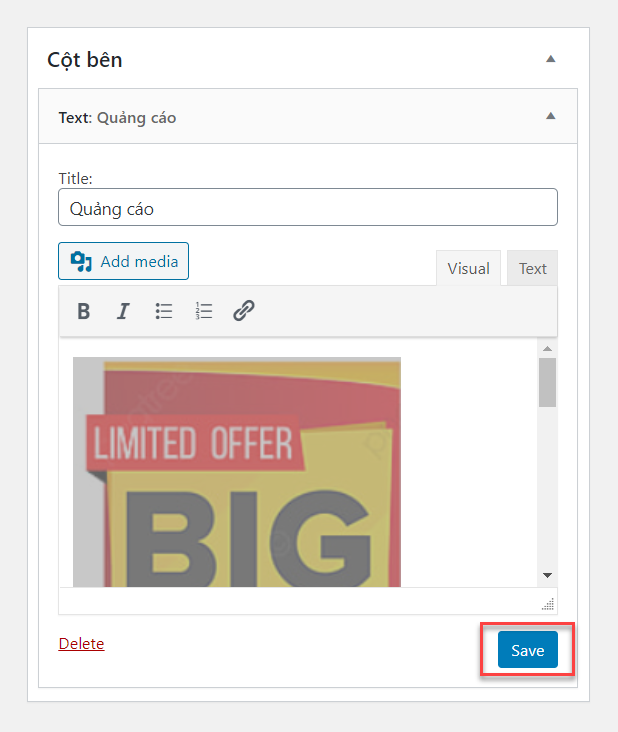 Cột bên
Text: Quảng cáo
Title:
Quảng cáo
Add media
Visual
Text
B I
LIMITED OFFER
BIG
Delete
Save